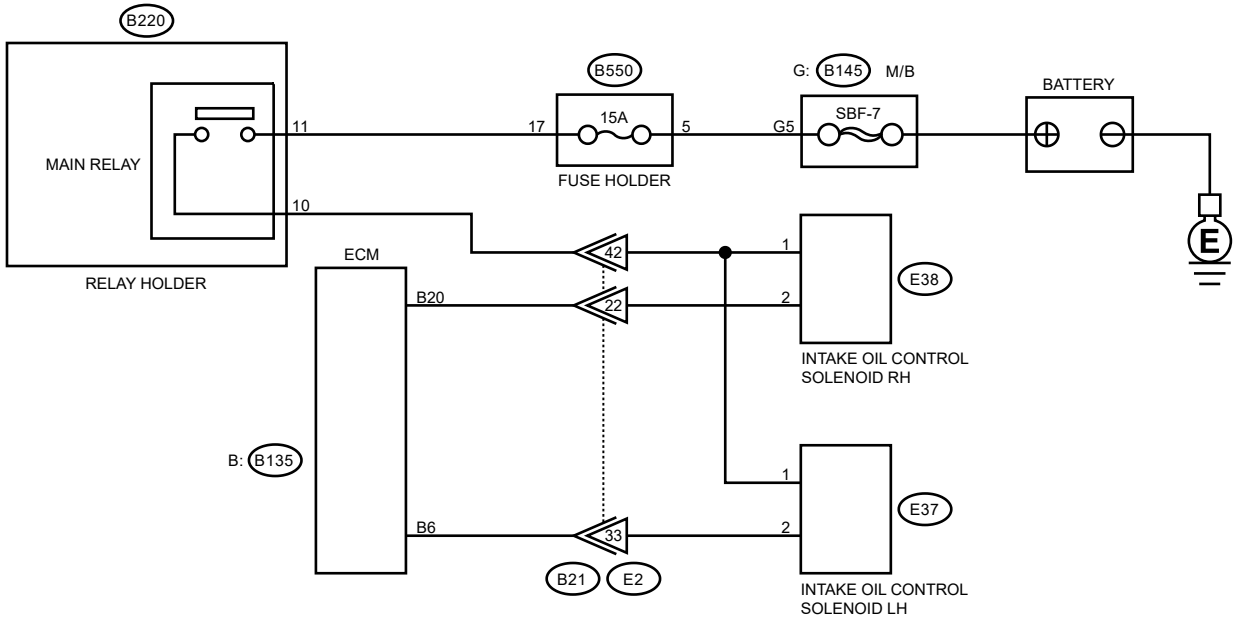 B220
B550
G: B145 M/B
BATTERY
15A
SBF-7
11
17
5
G5
MAIN RELAY
FUSE HOLDER
10
ECM
42
1
E
RELAY HOLDER
E38
B20
22
2
INTAKE OIL CONTROL
SOLENOID RH
B: B135
1
E37
B6
33
2
B21
E2
INTAKE OIL CONTROL
SOLENOID LH